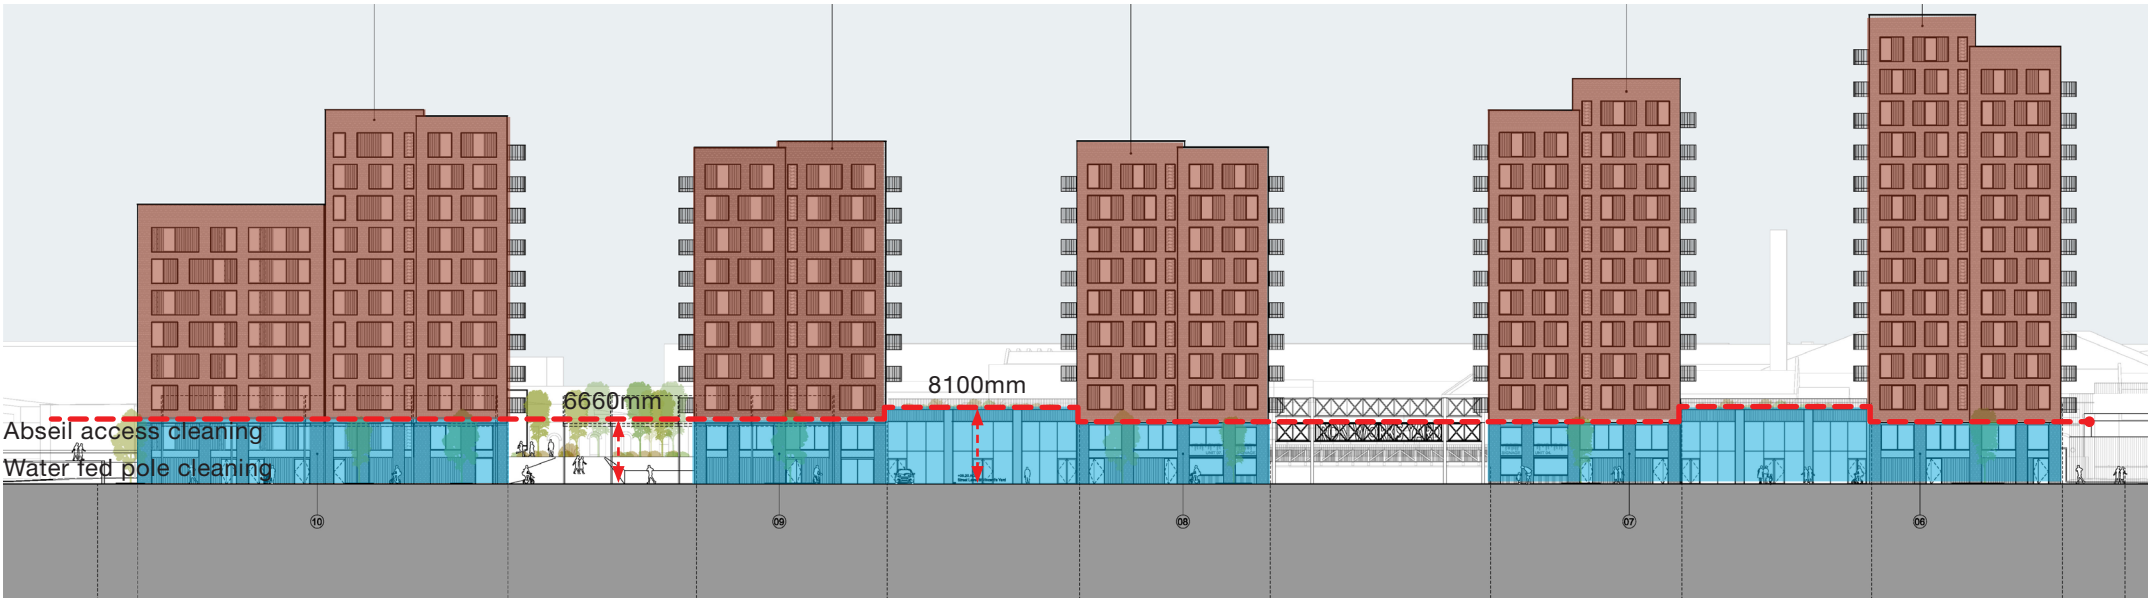 8100mm
6660mm
Abseil access cleaning
Water fed pole cleaning
10
09
08
07
06